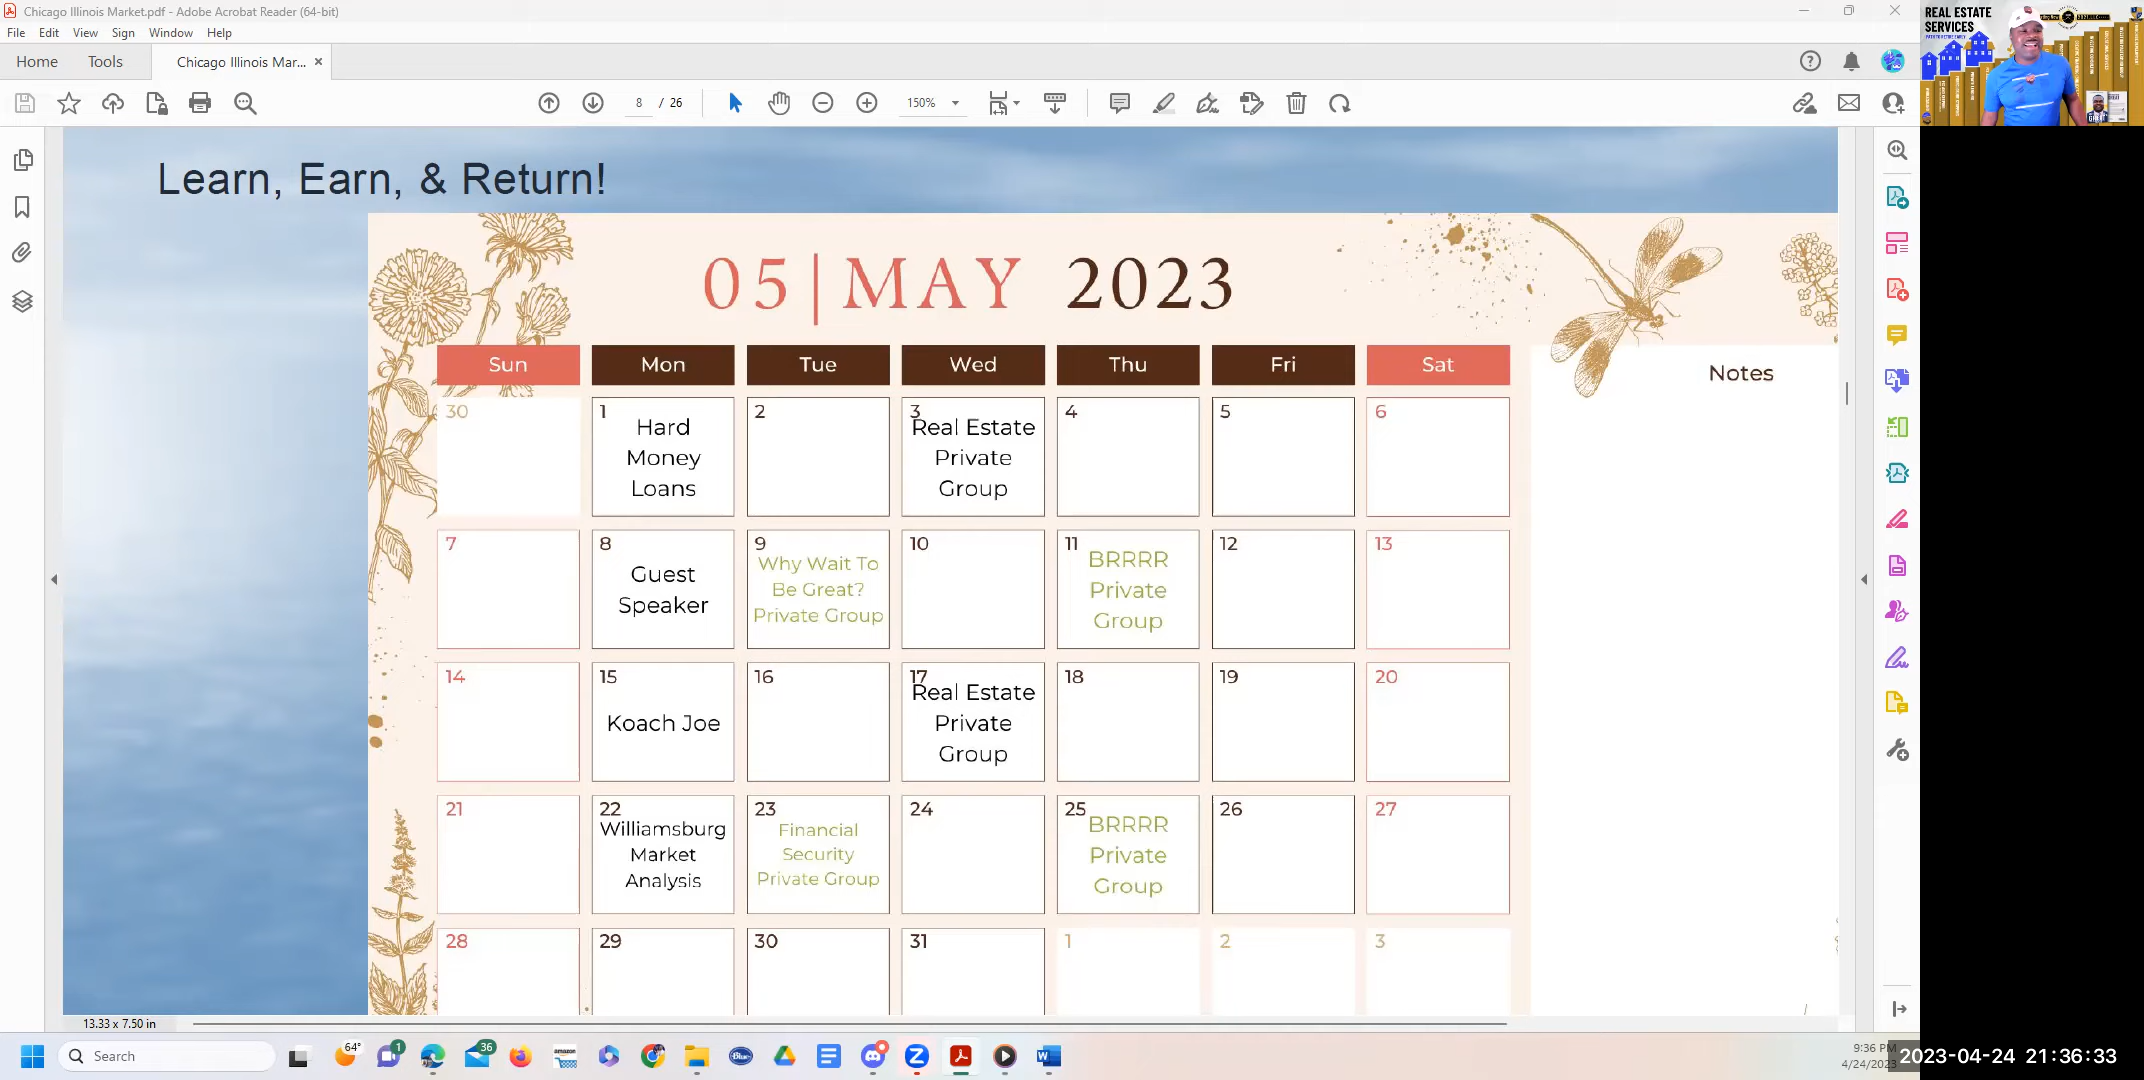 Chicago Illinois Market.pdf - Adobe Acrobat Reader (64-bit)
File Edit View Sign Window Help
Home Tools Chicago Illinois Mar... ×
8 / 26 150%
REAL ESTATE
SERVICES
Learn, Earn, & Return!
05|MAY 2023
Sun Mon Tue Wed Thu Fri Sat
Notes
30
1
Hard
Money
Loans
2
3
Real Estate
Private
Group
4
5
6
7
8
Guest
Speaker
9
Why Wait To
Be Great?
Private Group
10
11
BRRRR
Private
Group
12
13
14
15
Koach Joe
16
17
Real Estate
Private
Group
18
19
20
21
22
Williamsburg
Market
Analysis
23
Financial
Security
Private Group
24
25
BRRRR
Private
Group
26
27
28
29
30
31
1
2
3
13.33 x 7.50 in
Search
64°
1
36
amazon
9:36 PM
4/24/2023
2023-04-24 21:36:33